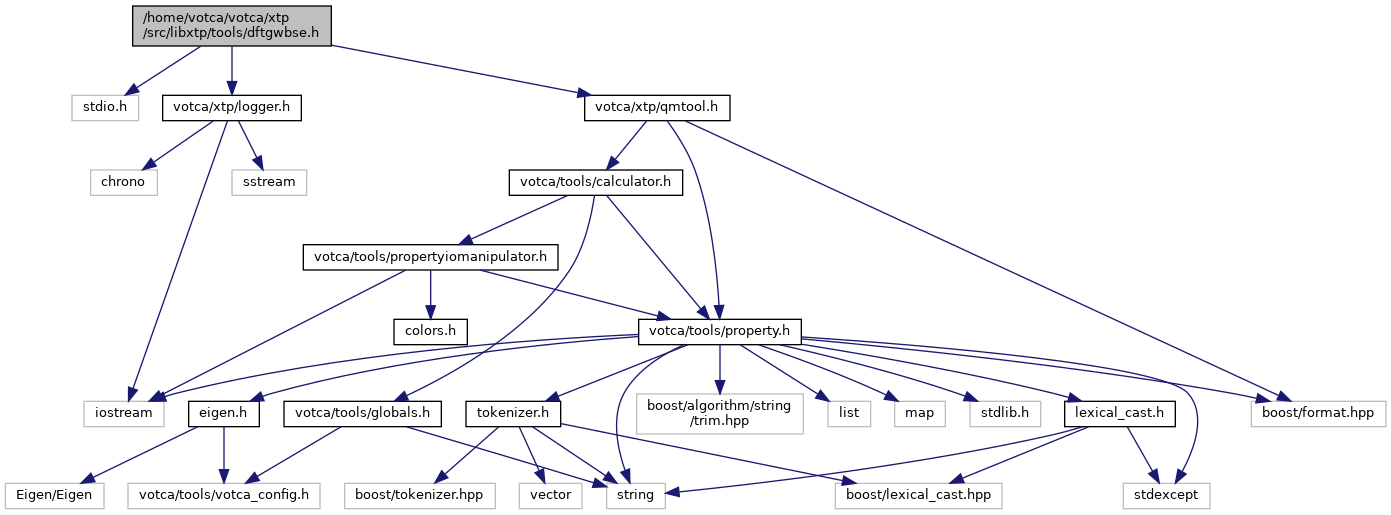 /home/votca/votca/xtp
/src/libxtp/tools/dftgwbse.h
stdio.h
votca/xtp/logger.h
votca/xtp/qmtool.h
chrono
sstream
votca/tools/calculator.h
votca/tools/propertyiomanipulator.h
colors.h
votca/tools/property.h
iostream
eigen.h
votca/tools/globals.h
tokenizer.h
boost/algorithm/string
/trim.hpp
list
map
stdlib.h
lexical_cast.h
boost/format.hpp
Eigen/Eigen
votca/tools/votca_config.h
boost/tokenizer.hpp
vector
string
boost/lexical_cast.hpp
stdexcept